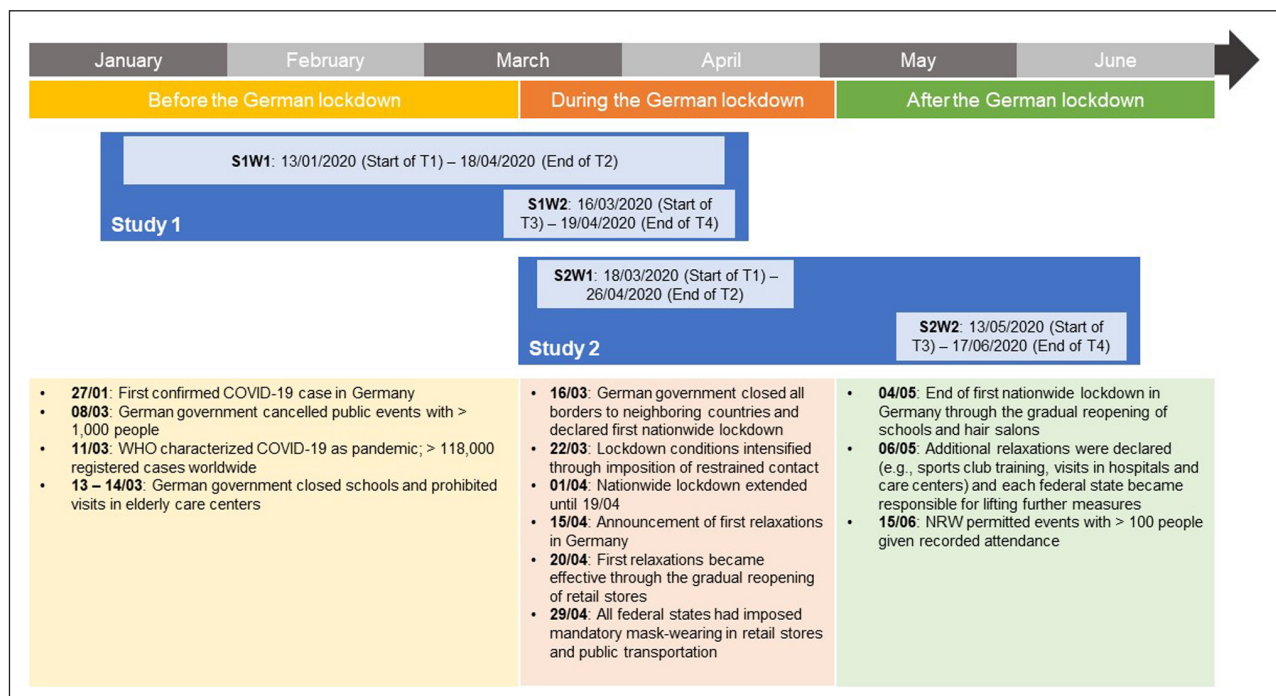 January
February
March
April
May
June
Before the German lockdown
During the German lockdown
After the German lockdown
S1W1: 13/01/2020 (Start of T1) – 18/04/2020 (End of T2)
S1W2: 16/03/2020 (Start of
T3) – 19/04/2020 (End of T4)
Study 1
S2W1: 18/03/2020 (Start of T1) –
26/04/2020 (End of T2)
S2W2: 13/05/2020 (Start of
T3) – 17/06/2020 (End of T4)
Study 2
• 27/01: First confirmed COVID-19 case in Germany
• 08/03: German government cancelled public events with >
1,000 people
• 11/03: WHO characterized COVID-19 as pandemic; > 118,000
registered cases worldwide
• 13 – 14/03: German government closed schools and prohibited
visits in elderly care centers
• 16/03: German government closed all
borders to neighboring countries and
declared first nationwide lockdown
• 22/03: Lockdown conditions intensified
through imposition of restrained contact
• 01/04: Nationwide lockdown extended
until 19/04
• 15/04: Announcement of first relaxations
in Germany
• 20/04: First relaxations became
effective through the gradual reopening
of retail stores
• 29/04: All federal states had imposed
mandatory mask-wearing in retail stores
and public transportation
• 04/05: End of first nationwide lockdown in
Germany through the gradual reopening of
schools and hair salons
• 06/05: Additional relaxations were declared
(e.g., sports club training, visits in hospitals and
care centers) and each federal state became
responsible for lifting further measures
• 15/06: NRW permitted events with > 100 people
given recorded attendance